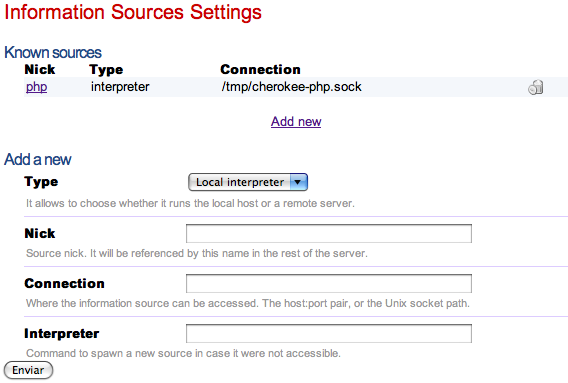 Information Sources Settings
Known sources
Nick Type Connection
php interpreter /tmp/cherokee-php.sock
Add new
Add a new
Type Local interpreter
It allows to choose whether it runs the local host or a remote server.
Nick
Source nick. It will be referenced by this name in the rest of the server.
Connection
Where the information source can be accessed. The host:port pair, or the Unix socket path.
Interpreter
Command to spawn a new source in case it were not accessible.
Enviar